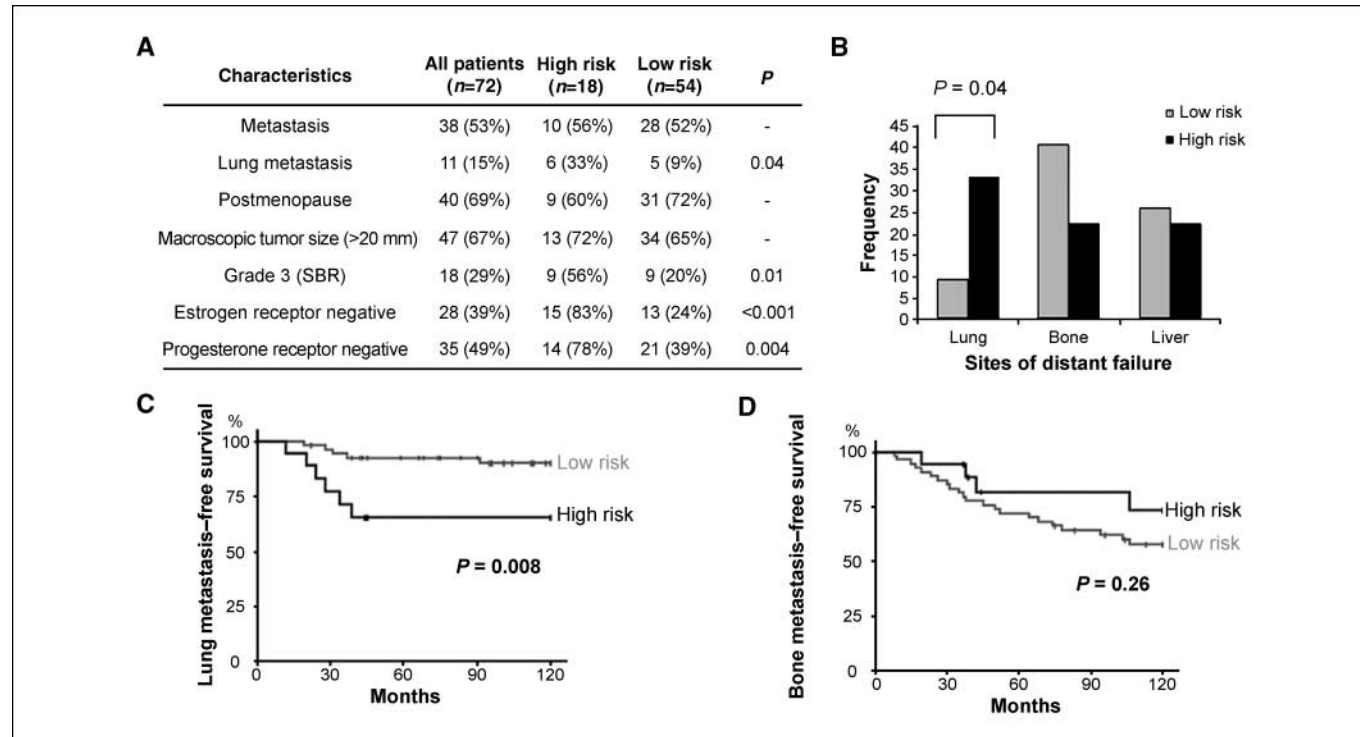 A
Characteristics All patients (n=72) High risk (n=18) Low risk (n=54) P
Metastasis 38 (53%) 10 (56%) 28 (52%) -
Lung metastasis 11 (15%) 6 (33%) 5 (9%) 0.04
Postmenopause 40 (69%) 9 (60%) 31 (72%) -
Macroscopic tumor size (>20 mm) 47 (67%) 13 (72%) 34 (65%) -
Grade 3 (SBR) 18 (29%) 9 (56%) 9 (20%) 0.01
Estrogen receptor negative 28 (39%) 15 (83%) 13 (24%) <0.001
Progesterone receptor negative 35 (49%) 14 (78%) 21 (39%) 0.004
B
P = 0.04
Low risk
High risk
Frequency
45
40
35
30
25
20
15
10
5
0
Lung Bone Liver
Sites of distant failure
C
Lung metastasis–free survival
%
100
75
50
25
0
Low risk
High risk
P = 0.008
0 30 60 90 120
Months
D
Bone metastasis–free survival
%
100
75
50
25
0
High risk
Low risk
P = 0.26
0 30 60 90 120
Months